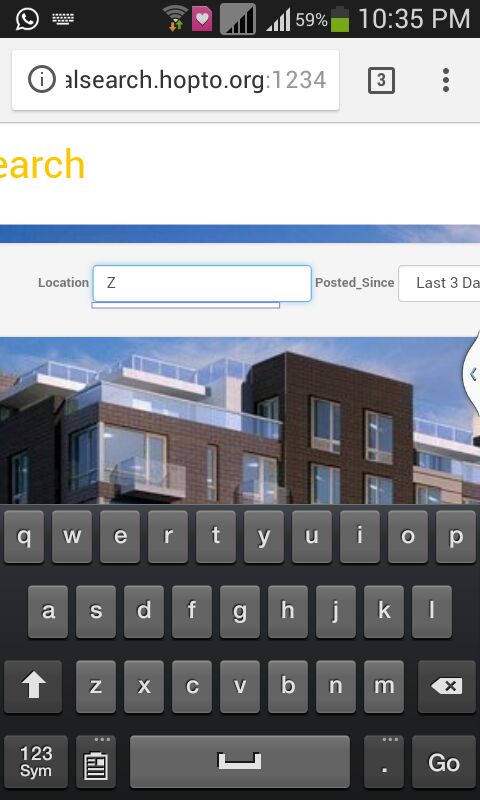 59% 10:35 PM
alsearch.hopto.org:1234 3
earch
Location Z Posted_Since Last 3 Da
q w e r t y u i o p
a s d f g h j k l
z x c v b n m
123
Sym . Go